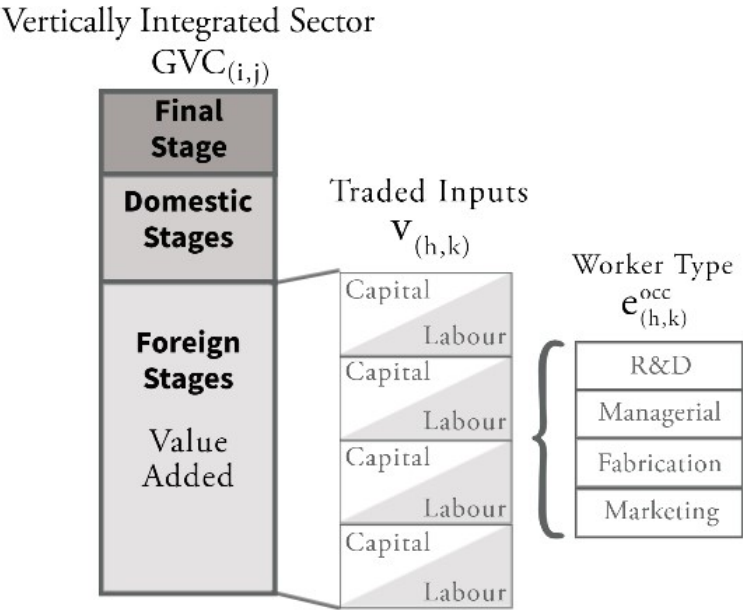 Vertically Integrated Sector
GVC(i,j)
Final
Stage
Domestic
Stages
Foreign
Stages
Value
Added
Traded Inputs
v(h,k)
Capital
Labour
Capital
Labour
Capital
Labour
Capital
Labour
Worker Type
e(h,k)occ
R&D
Managerial
Fabrication
Marketing